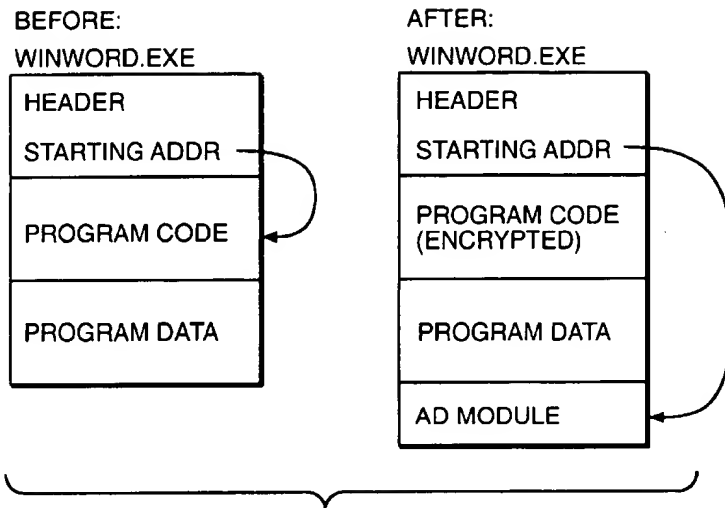 BEFORE:
WINWORD.EXE
HEADER
STARTING ADDR
PROGRAM CODE
PROGRAM DATA
AFTER:
WINWORD.EXE
HEADER
STARTING ADDR
PROGRAM CODE
(ENCRYPTED)
PROGRAM DATA
AD MODULE